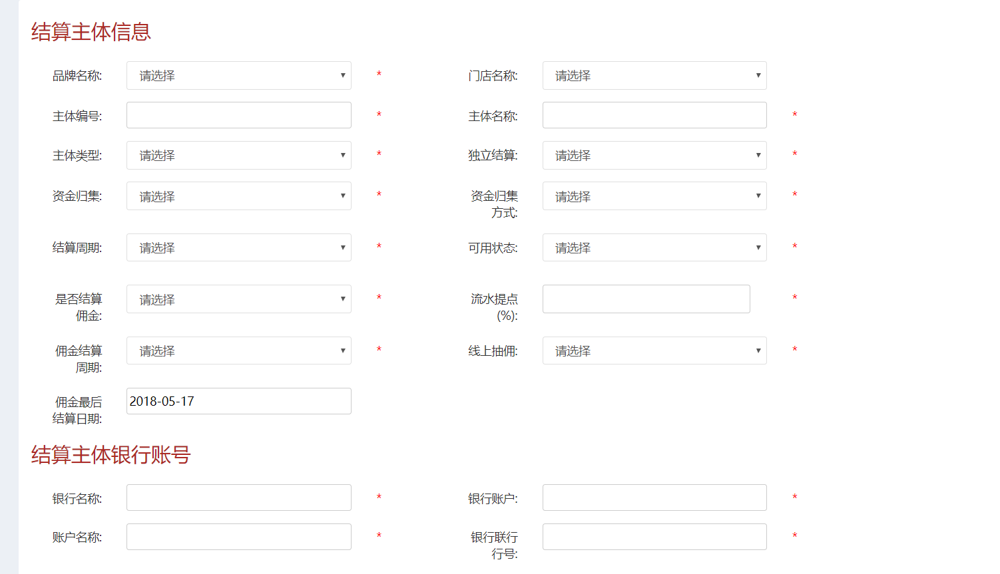 结算主体信息
品牌名称: 请选择 * 门店名称: 请选择
主体编号: * 主体名称: *
主体类型: 请选择 * 独立结算: 请选择 *
资金归集: 请选择 * 资金归集 请选择 *
方式:
结算周期: 请选择 * 可用状态: 请选择 *
是否结算 请选择 * 流水提点 *
佣金: (%):
佣金结算 请选择 * 线上抽佣: 请选择 *
周期:
佣金最后 2018-05-17
结算日期:
结算主体银行账号
银行名称: * 银行账户: *
账户名称: * 银行联行 *
行号: